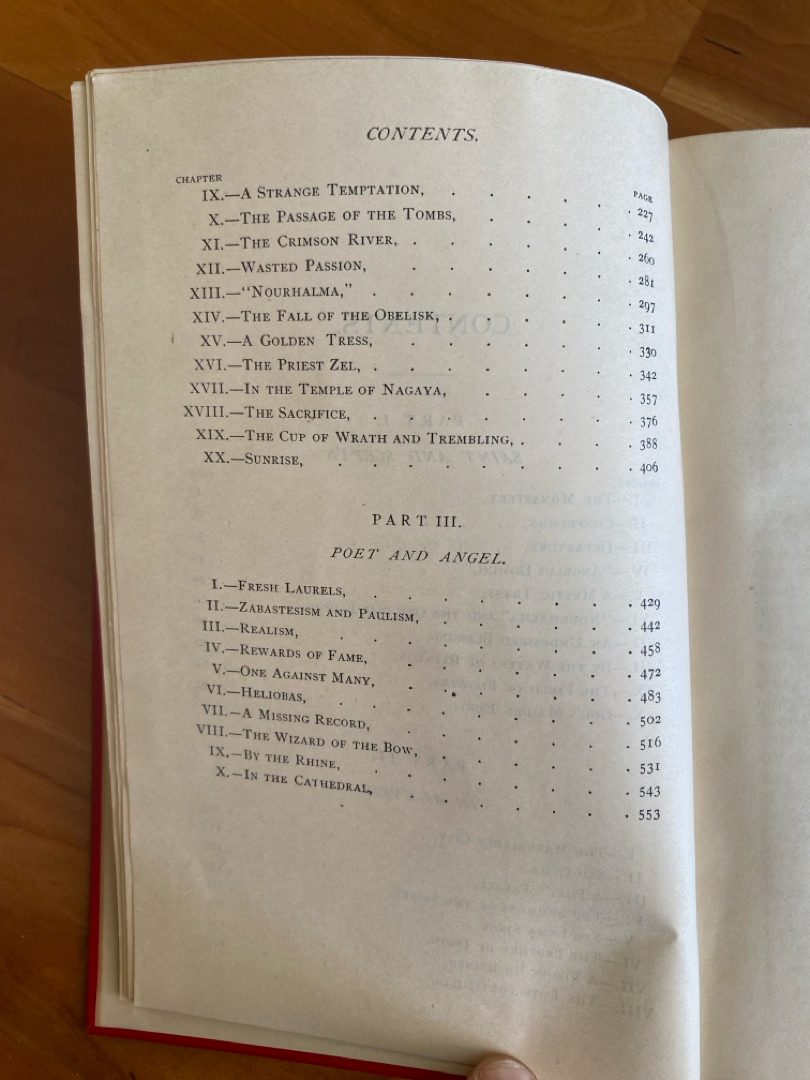 CONTENTS.
CHAPTER PAGE
IX.—A STRANGE TEMPTATION, . . . . . 227
X.—THE PASSAGE OF THE TOMBS, . . . . 242
XI.—THE CRIMSON RIVER, . . . . . 260
XII.—WASTED PASSION, . . . . . 281
XIII.—"NOURHALMA," . . . . . . 297
XIV.—THE FALL OF THE OBELISK, . . . . . 311
XV.—A GOLDEN TRESS, . . . . . 330
XVI.—THE PRIEST ZEL, . . . . . . 342
XVII.—IN THE TEMPLE OF NAGAYA, . . . . . 357
XVIII.—THE SACRIFICE, . . . . . . 376
XIX.—THE CUP OF WRATH AND TREMBLING, . . . . 388
XX.—SUNRISE, . . . . . . . 406
PART III.
POET AND ANGEL.
I.—FRESH LAURELS, . . . . . . . 429
II.—ZABASTESISM AND PAULISM, . . . . . 442
III.—REALISM, . . . . . . . 458
IV.—REWARDS OF FAME, . . . . . . 472
V.—ONE AGAINST MANY, . . . . . . 483
VI.—HELIOBAS, . . . . . . . 502
VII.—A MISSING RECORD, . . . . . . 516
VIII.—THE WIZARD OF THE BOW, . . . . . 531
IX.—BY THE RHINE, . . . . . . . 543
X.—IN THE CATHEDRAL, . . . . . . 553